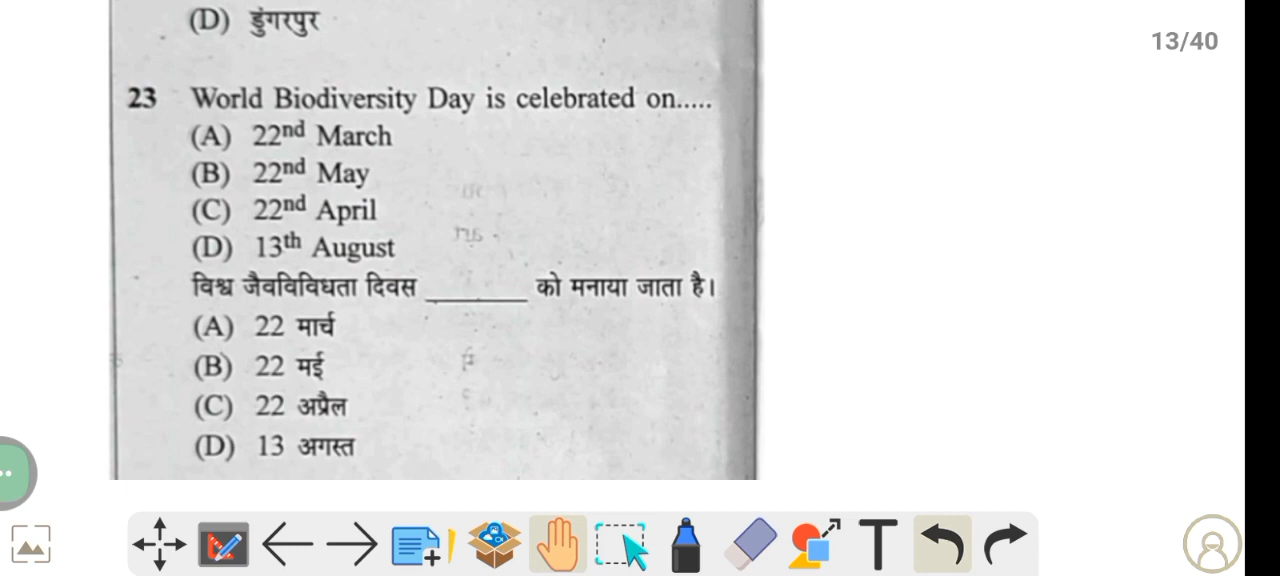 (D) डुंगरपुर
13/40
23 World Biodiversity Day is celebrated on.....
(A) 22nd March
(B) 22nd May
(C) 22nd April
(D) 13th August
विश्व जैवविविधता दिवस ________ को मनाया जाता है।
(A) 22 मार्च
(B) 22 मई
(C) 22 अप्रैल
(D) 13 अगस्त
T